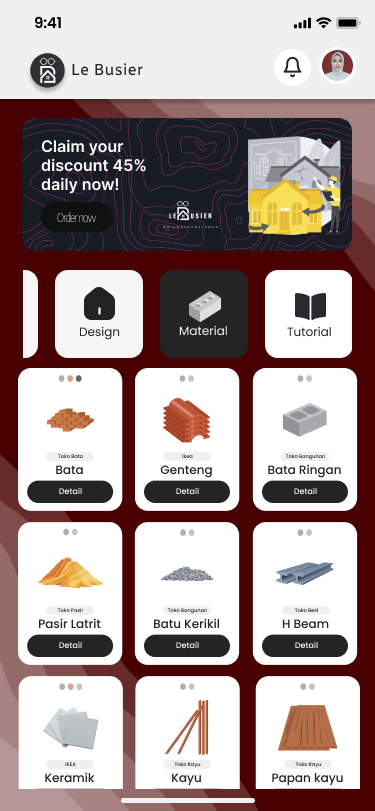 9:41
Le Busier
Claim your
discount 45%
daily now!
Order now
LE BUSIER
Design
Material
Tutorial
Toko Bata
Bata
Detail
Ikea
Genteng
Detail
Toko Bangunan
Bata Ringan
Detail
Toko Pasir
Pasir Latrit
Detail
Toko Bangunan
Batu Kerikil
Detail
Toko Besi
H Beam
Detail
IKEA
Keramik
Toko Kayu
Kayu
Toko Kayu
Papan kayu